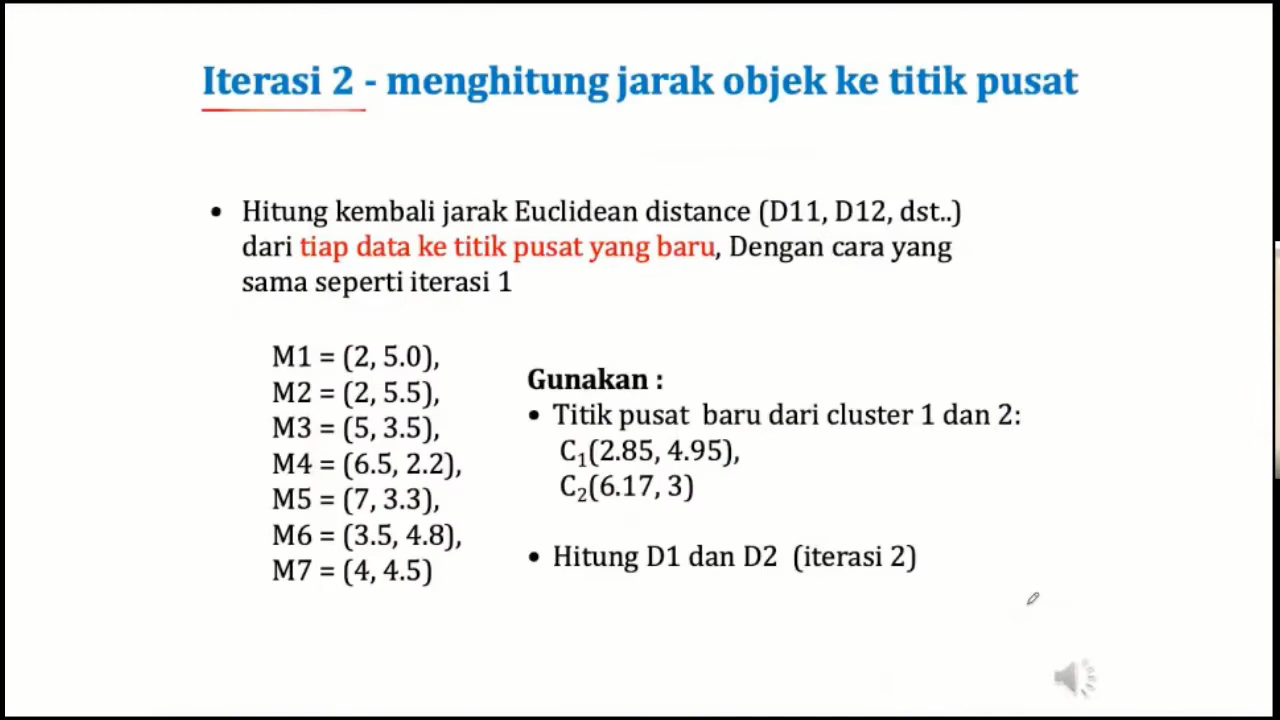 Iterasi 2 - menghitung jarak objek ke titik pusat
• Hitung kembali jarak Euclidean distance (D11, D12, dst..)
dari tiap data ke titik pusat yang baru, Dengan cara yang
sama seperti iterasi 1
M1 = (2, 5.0),
M2 = (2, 5.5),
M3 = (5, 3.5),
M4 = (6.5, 2.2),
M5 = (7, 3.3),
M6 = (3.5, 4.8),
M7 = (4, 4.5)
Gunakan :
• Titik pusat baru dari cluster 1 dan 2:
C₁(2.85, 4.95),
C₂(6.17, 3)
• Hitung D1 dan D2 (iterasi 2)